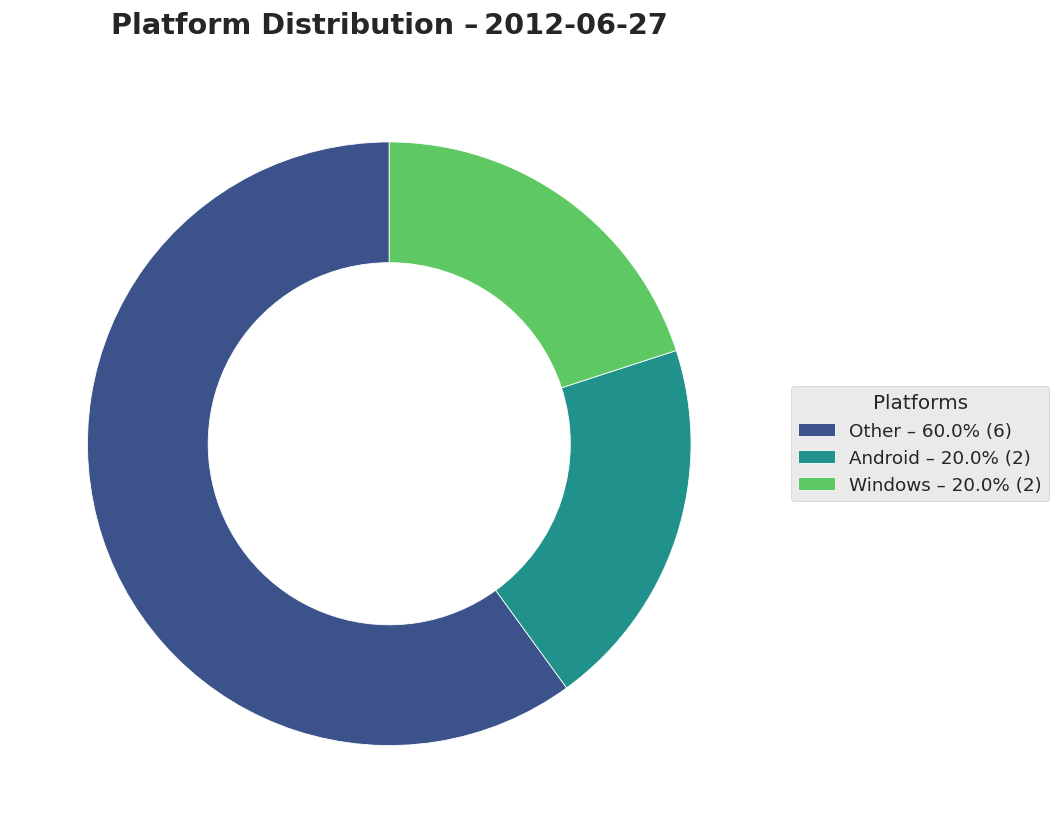 Platform Distribution – 2012-06-27
Platforms
Other – 60.0% (6)
Android – 20.0% (2)
Windows – 20.0% (2)